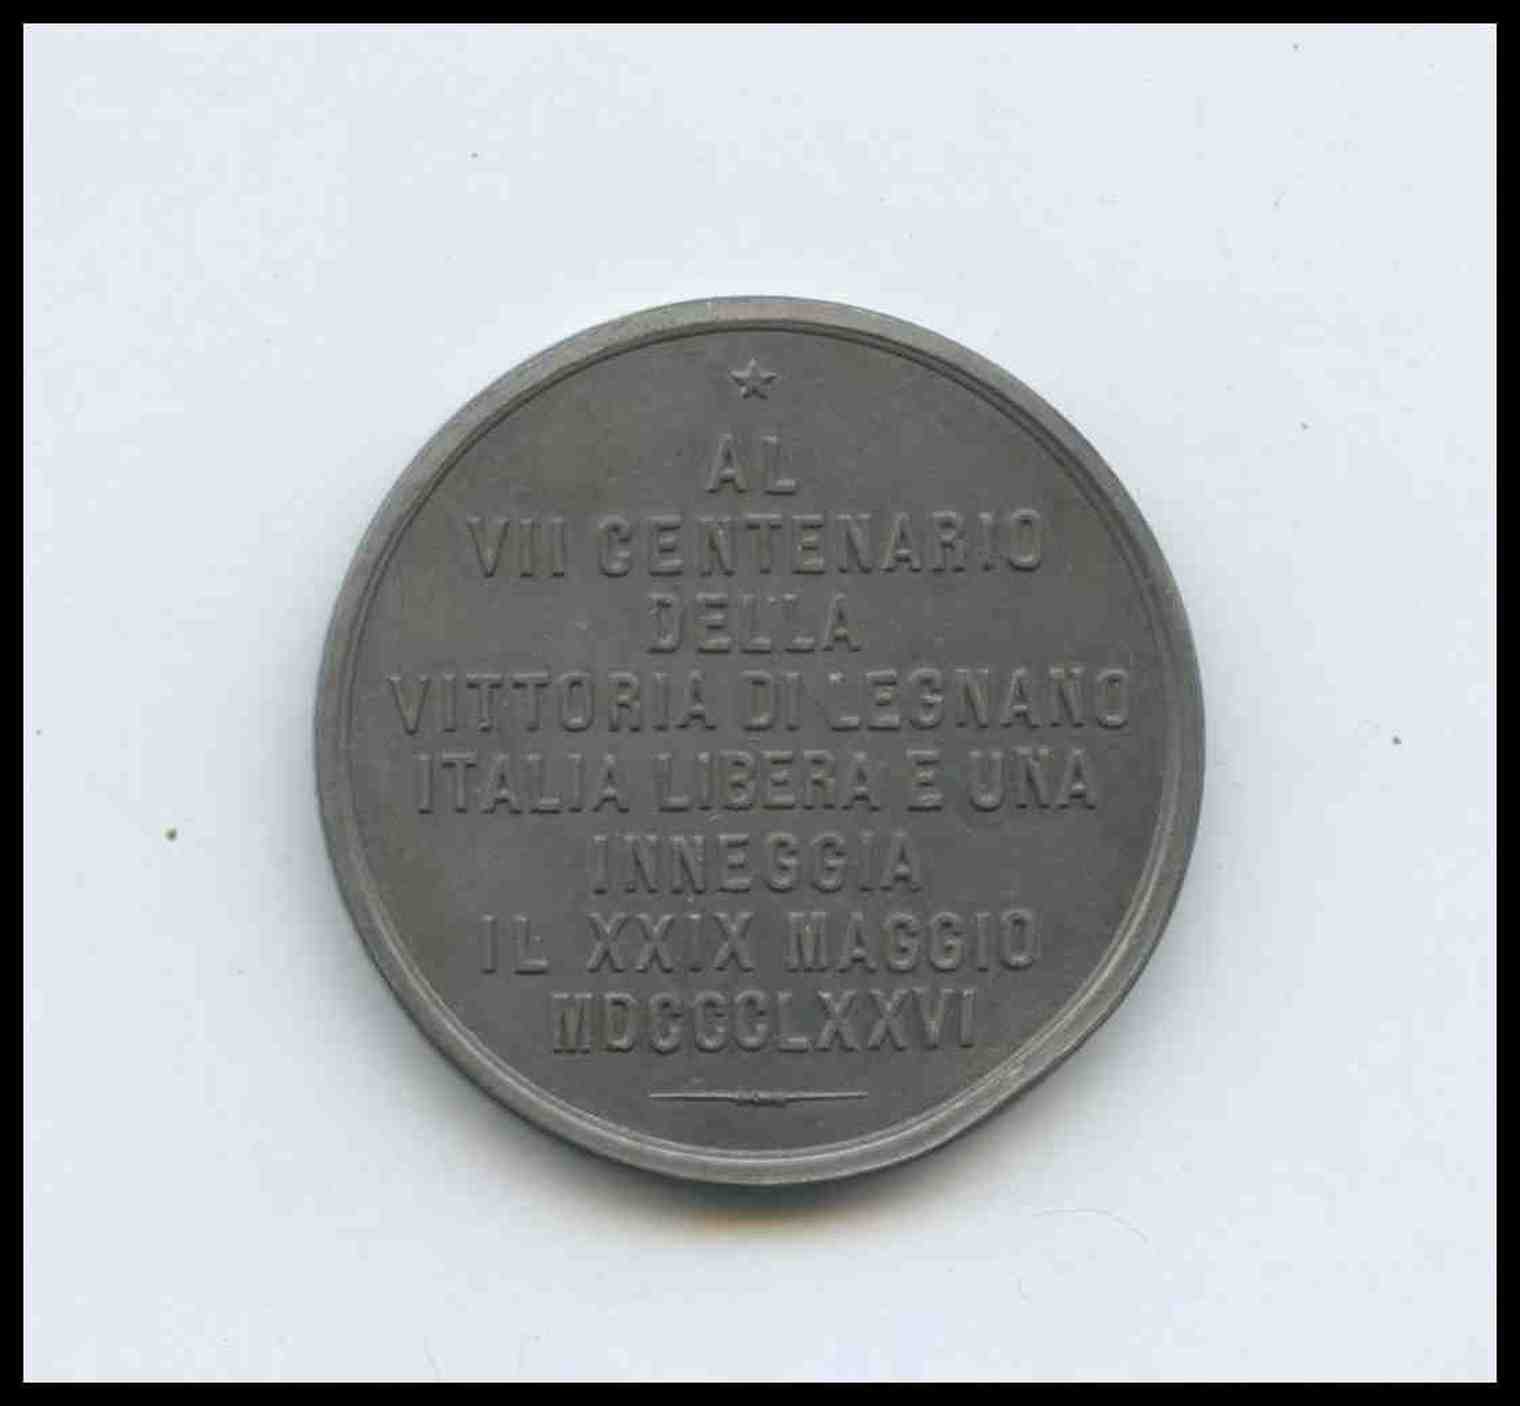 AL
VII CENTENARIO
DELLA
VITTORIA DI LEGNANO
ITALIA LIBERA E UNA
INNEGGIA
IL XXIX MAGGIO
MDCCCLXXVI